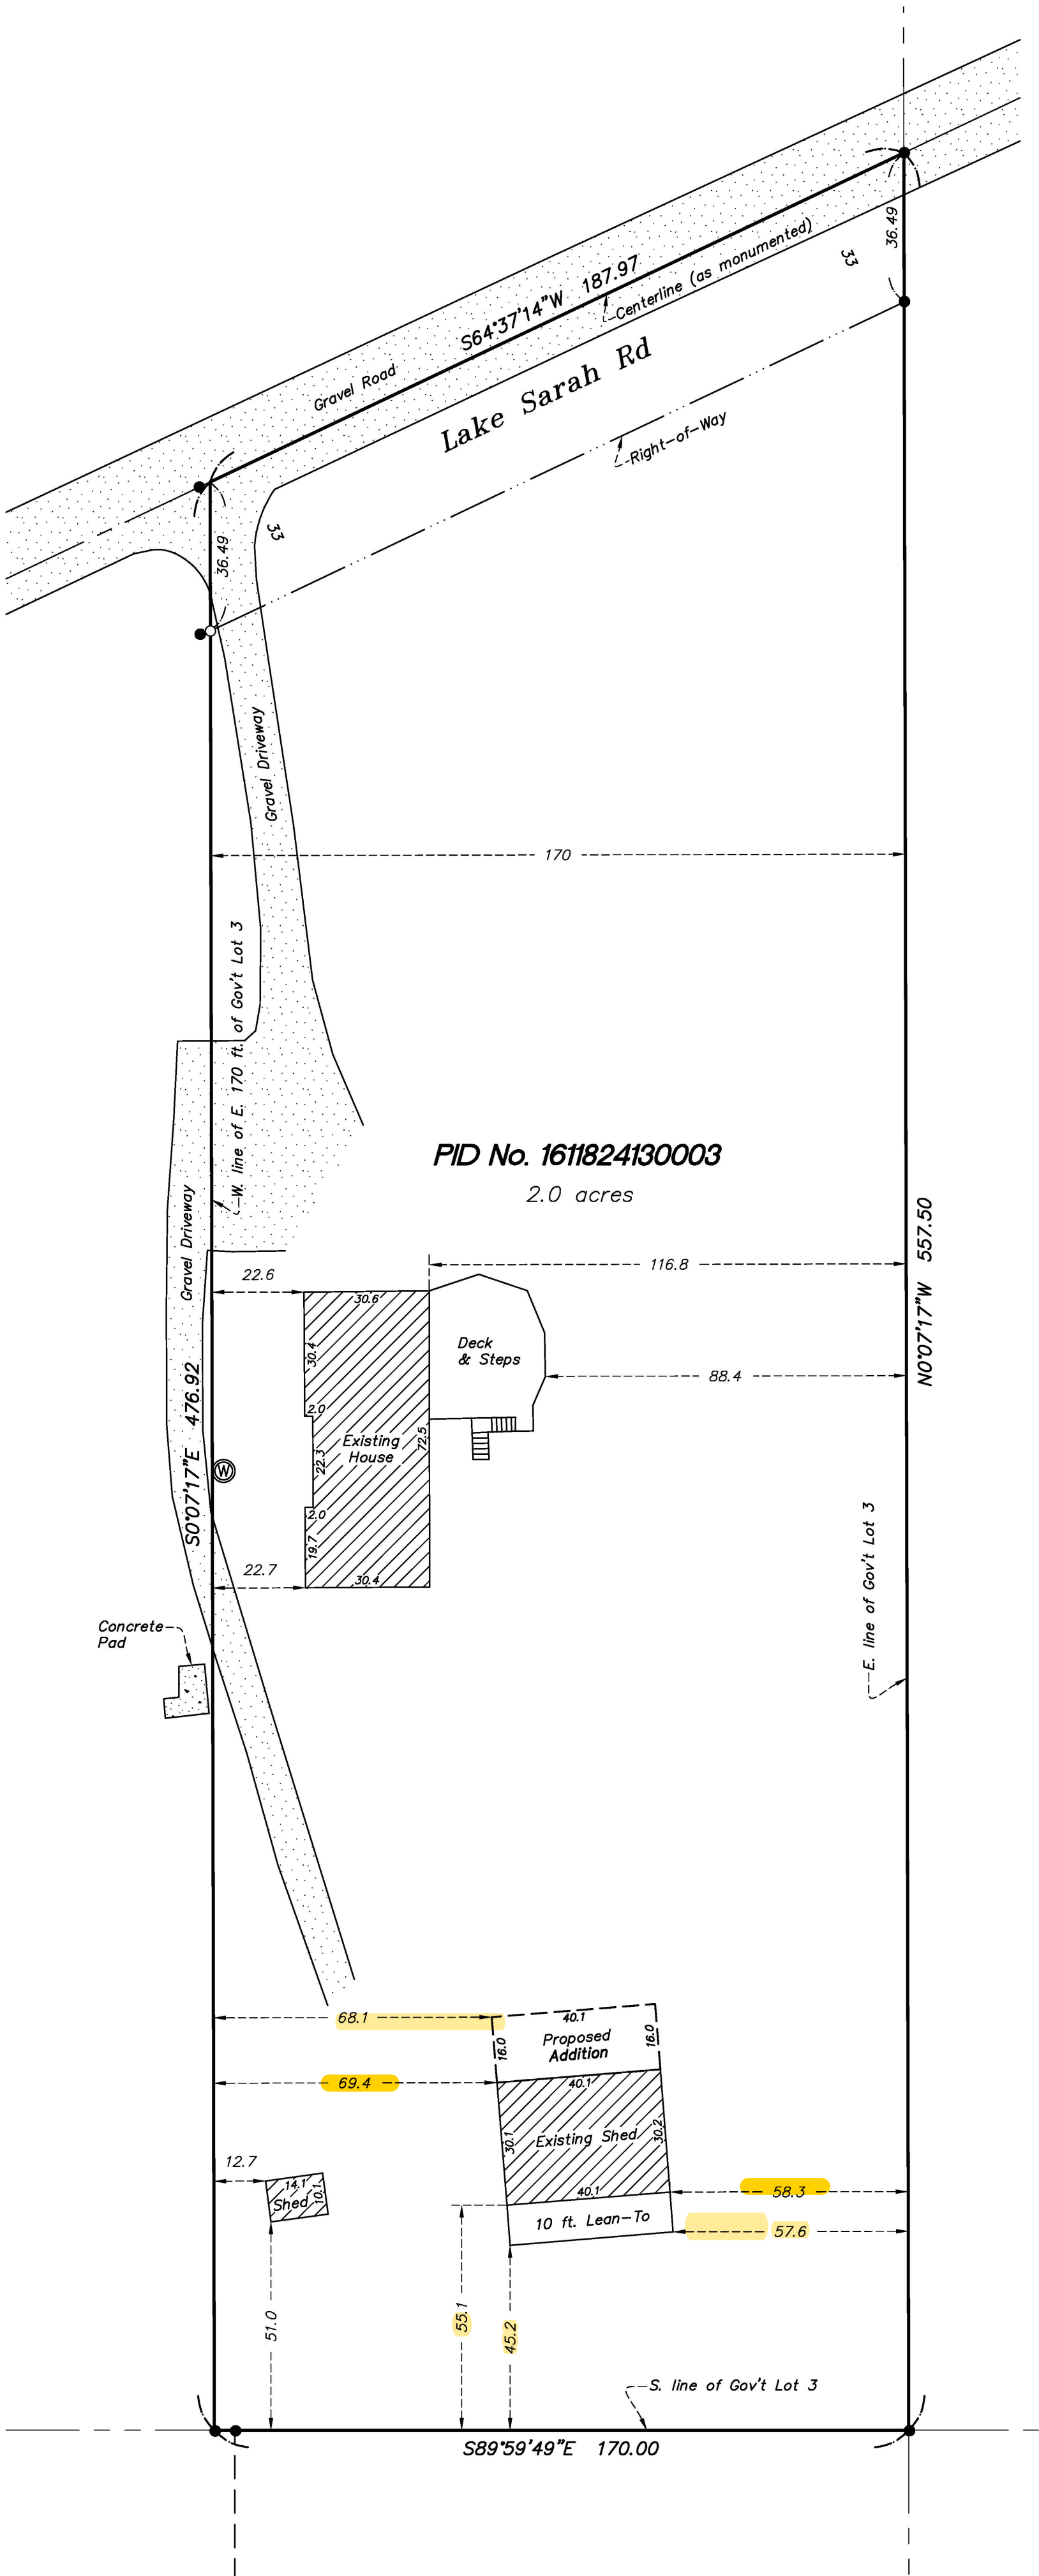 36.49
33
S64°37'14"W 187.97
Centerline (as monumented)
Gravel Road
Lake Sarah Rd
Right-of-Way
33
36.49
Gravel Driveway
170
W. line of E. 170 ft. of Gov't Lot 3
PID No. 1611824130003
2.0 acres
N0°07'17"W 557.50
Gravel Driveway
S0°07'17"E 476.92
116.8
22.6
30.6
30.4
Deck
& Steps
88.4
2.0
Existing
House
72.5
22.3
W
2.0
19.7
22.7
30.4
E. line of Gov't Lot 3
Concrete
Pad
68.1
40.1
16.0
Proposed
Addition
16.0
69.4
40.1
30.1
Existing Shed
30.2
12.7
14.1
10.1
Shed
40.1
58.3
10 ft. Lean-To
57.6
51.0
55.1
45.2
S. line of Gov't Lot 3
S89°59'49"E 170.00